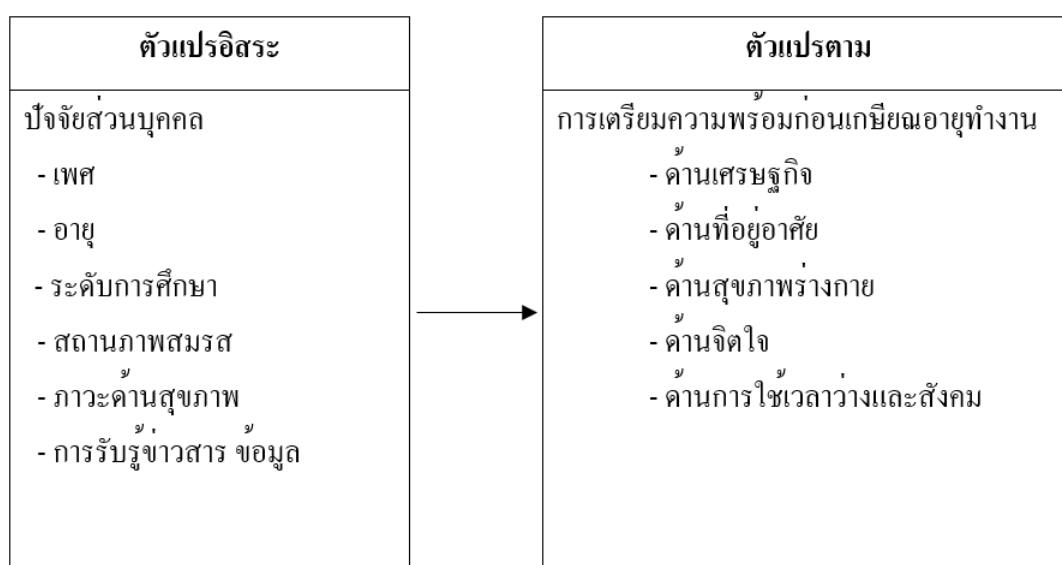 ตัวแปรอิสระ
ปัจจัยส่วนบุคคล
- เพศ
- อายุ
- ระดับการศึกษา
- สถานภาพสมรส
- ภาวะด้านสุขภาพ
- การรับรู้ข่าวสาร ข้อมูล
ตัวแปรตาม
การเตรียมความพร้อมก่อนเกษียณอายุทำงาน
- ด้านเศรษฐกิจ
- ด้านที่อยู่อาศัย
- ด้านสุขภาพร่างกาย
- ด้านจิตใจ
- ด้านการใช้เวลาว่างและสังคม